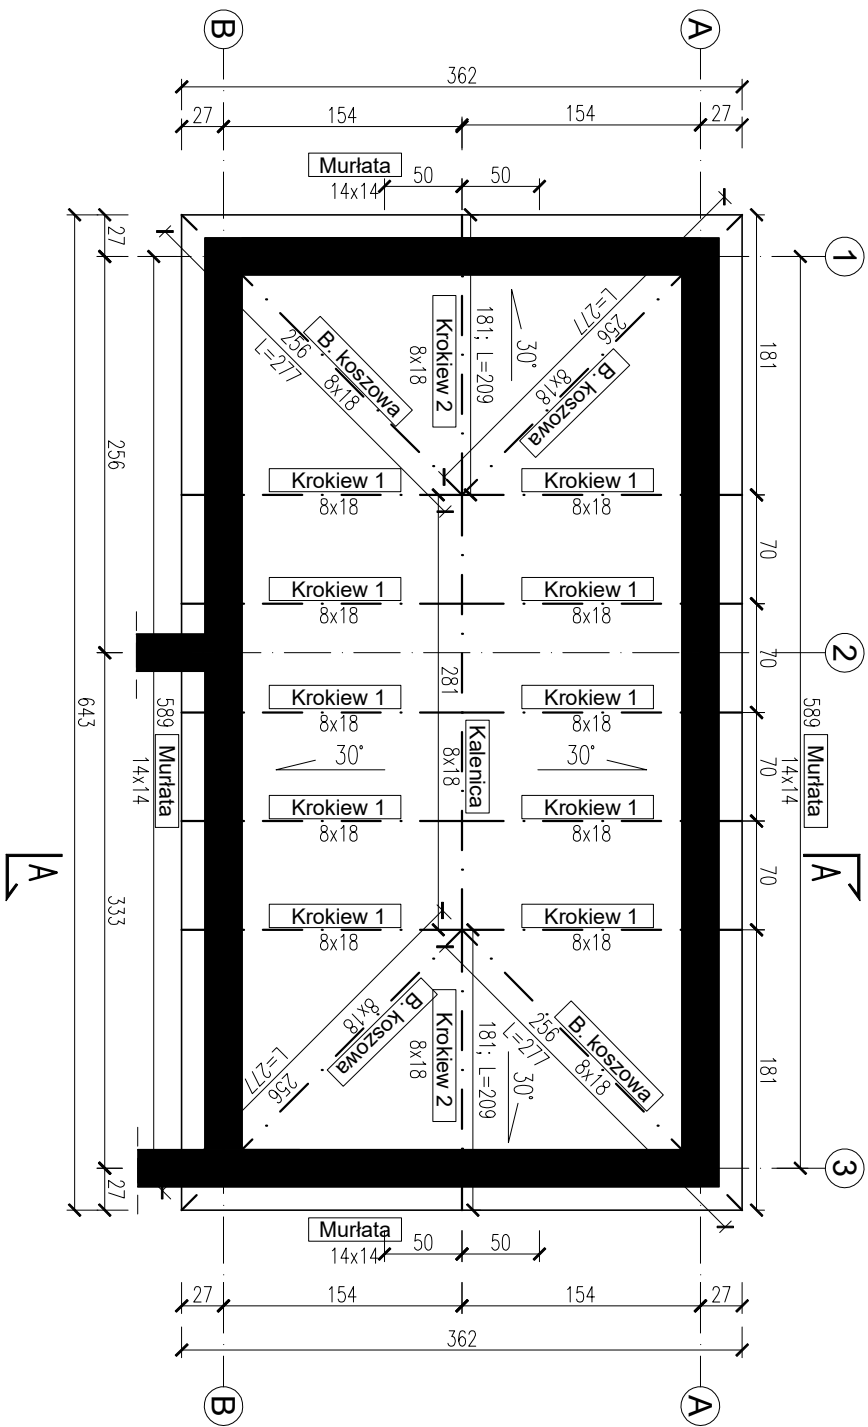 B
A
362
27
154
154
27
Murłata
14x14
50
50
1
27
181
589
256
B. koszowa
256
8x18
L=277
Krokiew 2
8x18
181; L=209
30°
L=277
256
8x18
B. koszowa
Krokiew 1
8x18
Krokiew 1
8x18
70
Krokiew 1
8x18
Krokiew 1
8x18
2
70
281
Krokiew 1
8x18
Krokiew 1
8x18
643
589
Murłata
14x14
30°
Kalenica
8x18
30°
70
589
Murłata
14x14
Krokiew 1
8x18
Krokiew 1
8x18
70
A
A
333
Krokiew 1
8x18
Krokiew 1
8x18
B. koszowa
8x18
256
L=277
Krokiew 2
8x18
181; L=209
30°
L=277
256
B. koszowa
8x18
181
3
27
Murłata
14x14
50
50
27
154
154
27
362
B
A